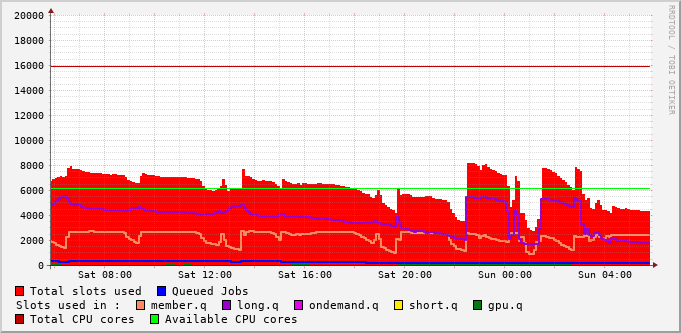 20000
18000
16000
14000
12000
10000
8000
6000
4000
2000
0
Sat 08:00 Sat 12:00 Sat 16:00 Sat 20:00 Sun 00:00 Sun 04:00
RRDTOOL / TOBI OETIKER
Total slots used Queued Jobs
Slots used in : member.q long.q ondemand.q short.q gpu.q
Total CPU cores Available CPU cores